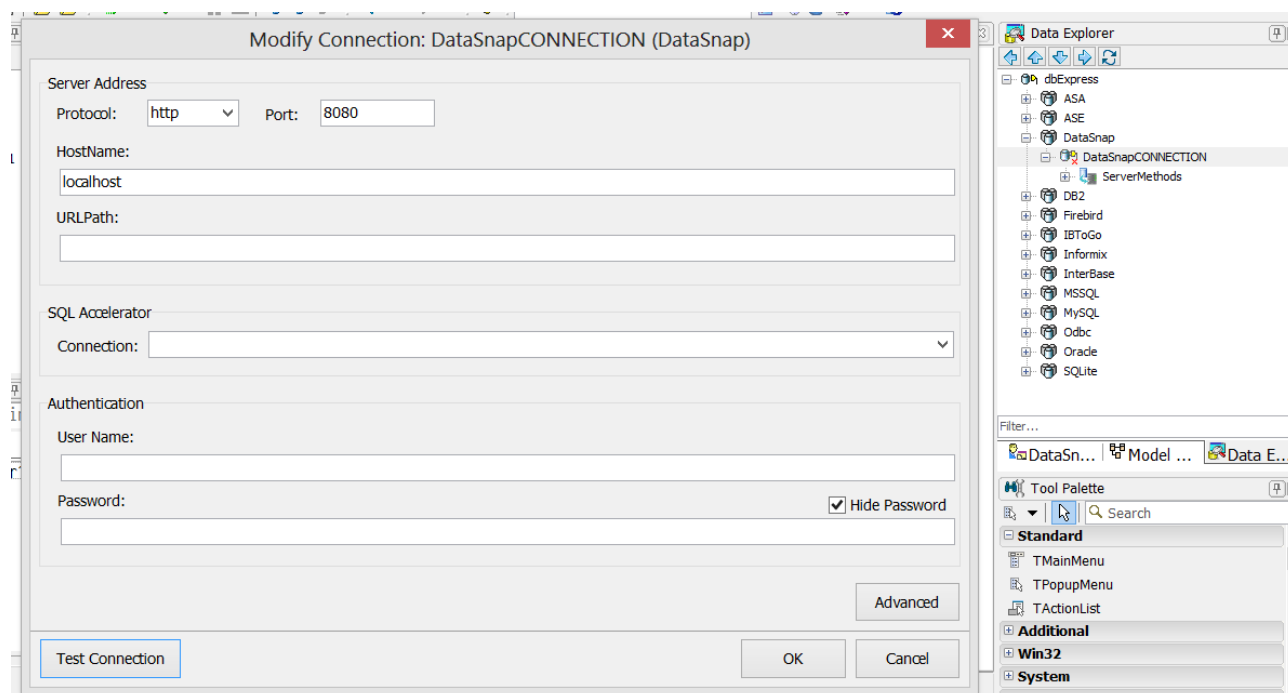 Modify Connection: DataSnapCONNECTION (DataSnap)
Server Address
Protocol: http Port: 8080
HostName:
localhost
URLPath:
SQL Accelerator
Connection:
Authentication
User Name:
Password:
Hide Password
Advanced
Test Connection
OK
Cancel
Data Explorer
dbExpress
ASA
ASE
DataSnap
DataSnapCONNECTION
ServerMethods
DB2
Firebird
IBToGo
Informix
InterBase
MSSQL
MySQL
Odbc
Oracle
SQLite
Filter...
DataSn... Model ... Data E...
Tool Palette
Search
Standard
TMainMenu
TPopupMenu
TActionList
Additional
Win32
System